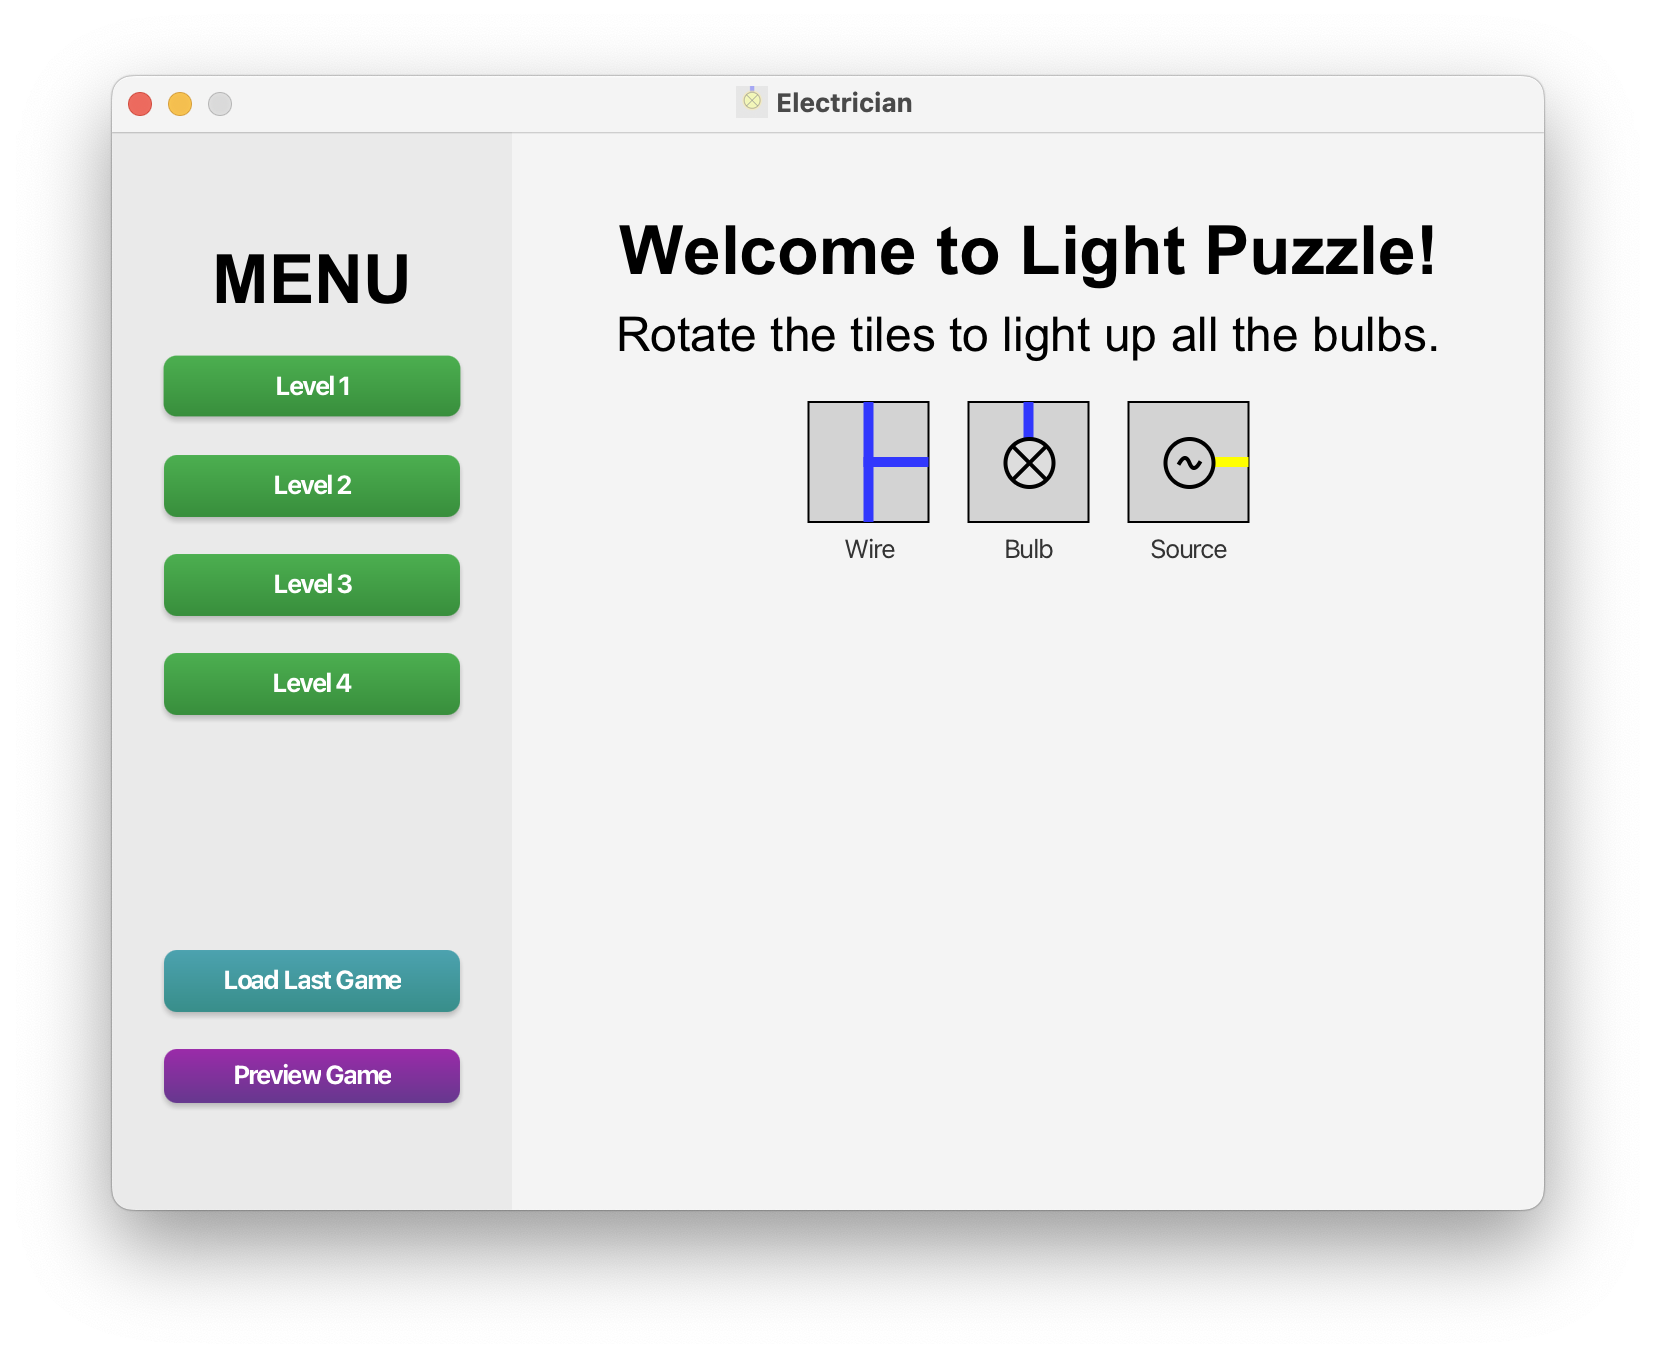 Electrician
MENU
Level 1
Level 2
Level 3
Level 4
Load Last Game
Preview Game
Welcome to Light Puzzle!
Rotate the tiles to light up all the bulbs.
Wire Bulb Source